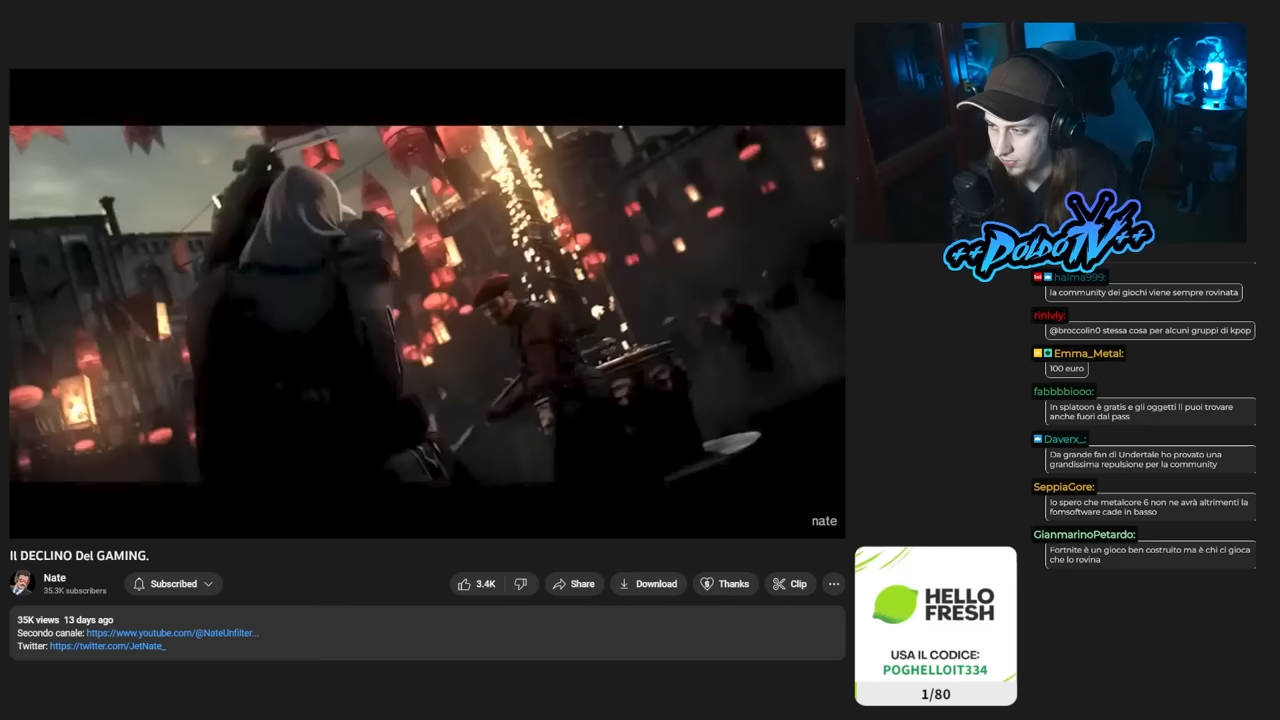 nate
Il DECLINO Del GAMING.
Nate
35.3K subscribers
Subscribed
3.4K
Share
Download
Thanks
Clip
35K views 13 days ago
Secondo canale: https://www.youtube.com/@NateUnfilter...
Twitter: https://twitter.com/JetNate_
POLDO TV
halma999:
la community dei giochi viene sempre rovinata
rinlvly:
@broccolin0 stessa cosa per alcuni gruppi di kpop
Emma_Metal:
100 euro
fabbbbiooo:
In splatoon è gratis e gli oggetti li puoi trovare
anche fuori dal pass
Daverx_:
Da grande fan di Undertale ho provato una
grandissima repulsione per la community
SeppiaGore:
Io spero che metalcore 6 non ne avrà altrimenti la
fomsoftware cade in basso
GianmarinoPetardo:
Fortnite è un gioco ben costruito ma è chi ci gioca
che lo rovina
HELLO
FRESH
USA IL CODICE:
POGHELLOIT334
1/80